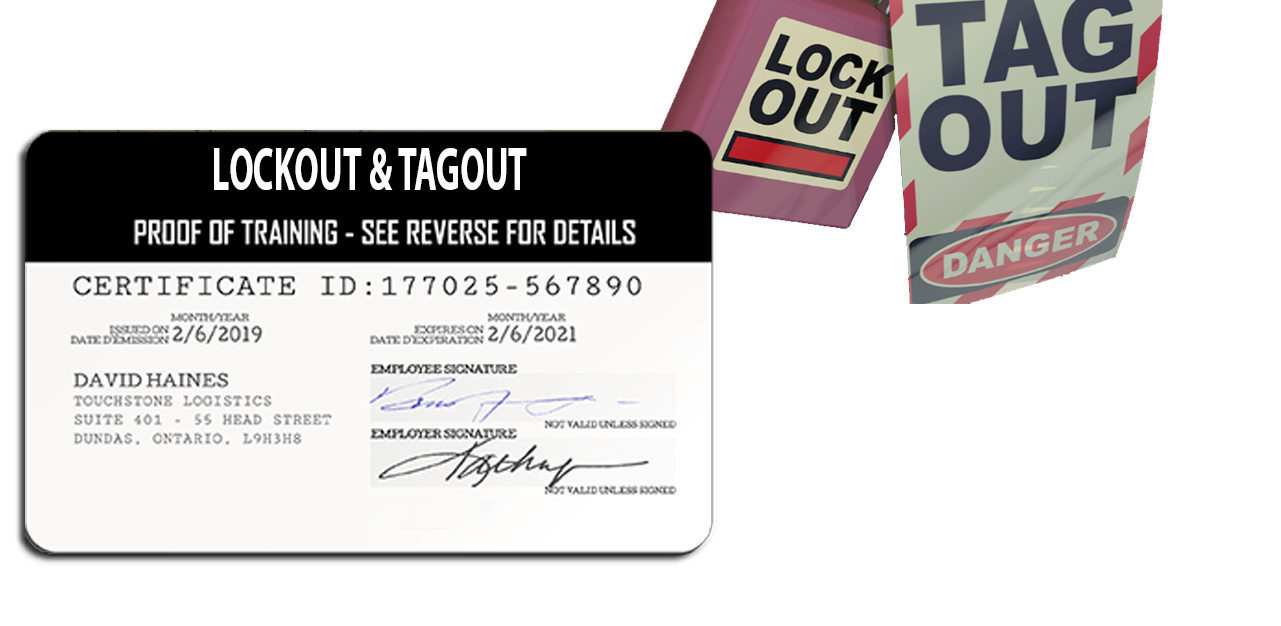 LOCK
OUT
TAG
OUT
DANGER
LOCKOUT & TAGOUT
PROOF OF TRAINING - SEE REVERSE FOR DETAILS
CERTIFICATE ID:177025-567890
MONTH/YEAR
ISSUED ON
DATE D'EMISSION 2/6/2019
MONTH/YEAR
EXPIRES ON
DATE D'EXPIRATION 2/6/2021
DAVID HAINES
TOUCHSTONE LOGISTICS
SUITE 401 - 55 HEAD STREET
DUNDAS, ONTARIO, L9H3H8
EMPLOYEE SIGNATURE
NOT VALID UNLESS SIGNED
EMPLOYER SIGNATURE
NOT VALID UNLESS SIGNED